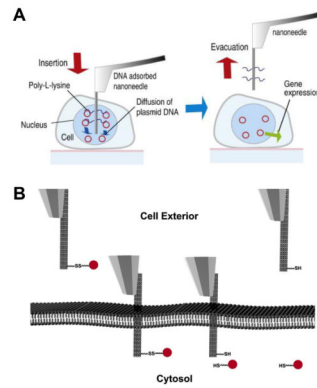 A
Insertion
Poly-L-lysine
DNA adsorbed
nanoneedle
Nucleus
Cell
Diffusion of
plasmid DNA
Evacuation
nanoneedle
Gene
expression
B
Cell Exterior
SS
SH
SS
SH
HS
HS
Cytosol